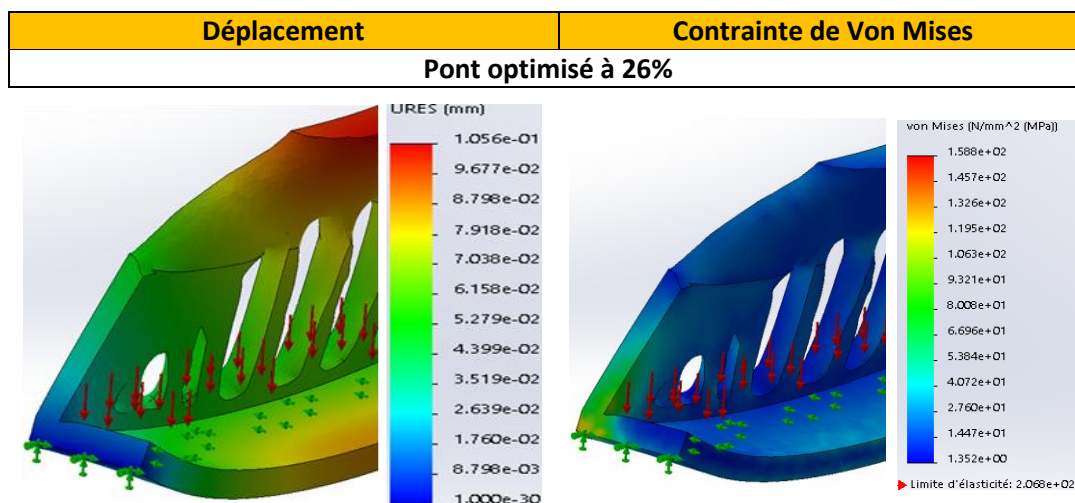 Déplacement
Contrainte de Von Mises
Pont optimisé à 26%
URES (mm)
1.056e-01
9.677e-02
8.798e-02
7.918e-02
7.038e-02
6.158e-02
5.279e-02
4.399e-02
3.519e-02
2.639e-02
1.760e-02
8.798e-03
1.000e-30
von Mises (N/mm^2 (MPa))
1.588e+02
1.457e+02
1.326e+02
1.195e+02
1.063e+02
9.321e+01
8.008e+01
6.696e+01
5.384e+01
4.072e+01
2.760e+01
1.447e+01
1.352e+00
Limite d'élasticité: 2.068e+02